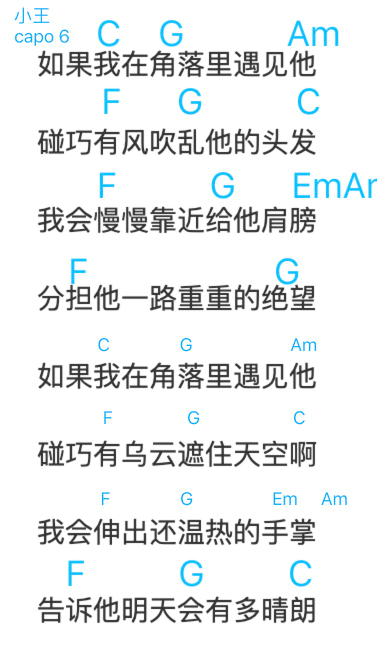 小王
capo 6
C G Am
如果我在角落里遇见他
F G C
碰巧有风吹乱他的头发
F G EmAm
我会慢慢靠近给他肩膀
F G
分担他一路重重的绝望
C G Am
如果我在角落里遇见他
F G C
碰巧有乌云遮住天空啊
F G Em Am
我会伸出还温热的手掌
F G C
告诉他明天会有多晴朗